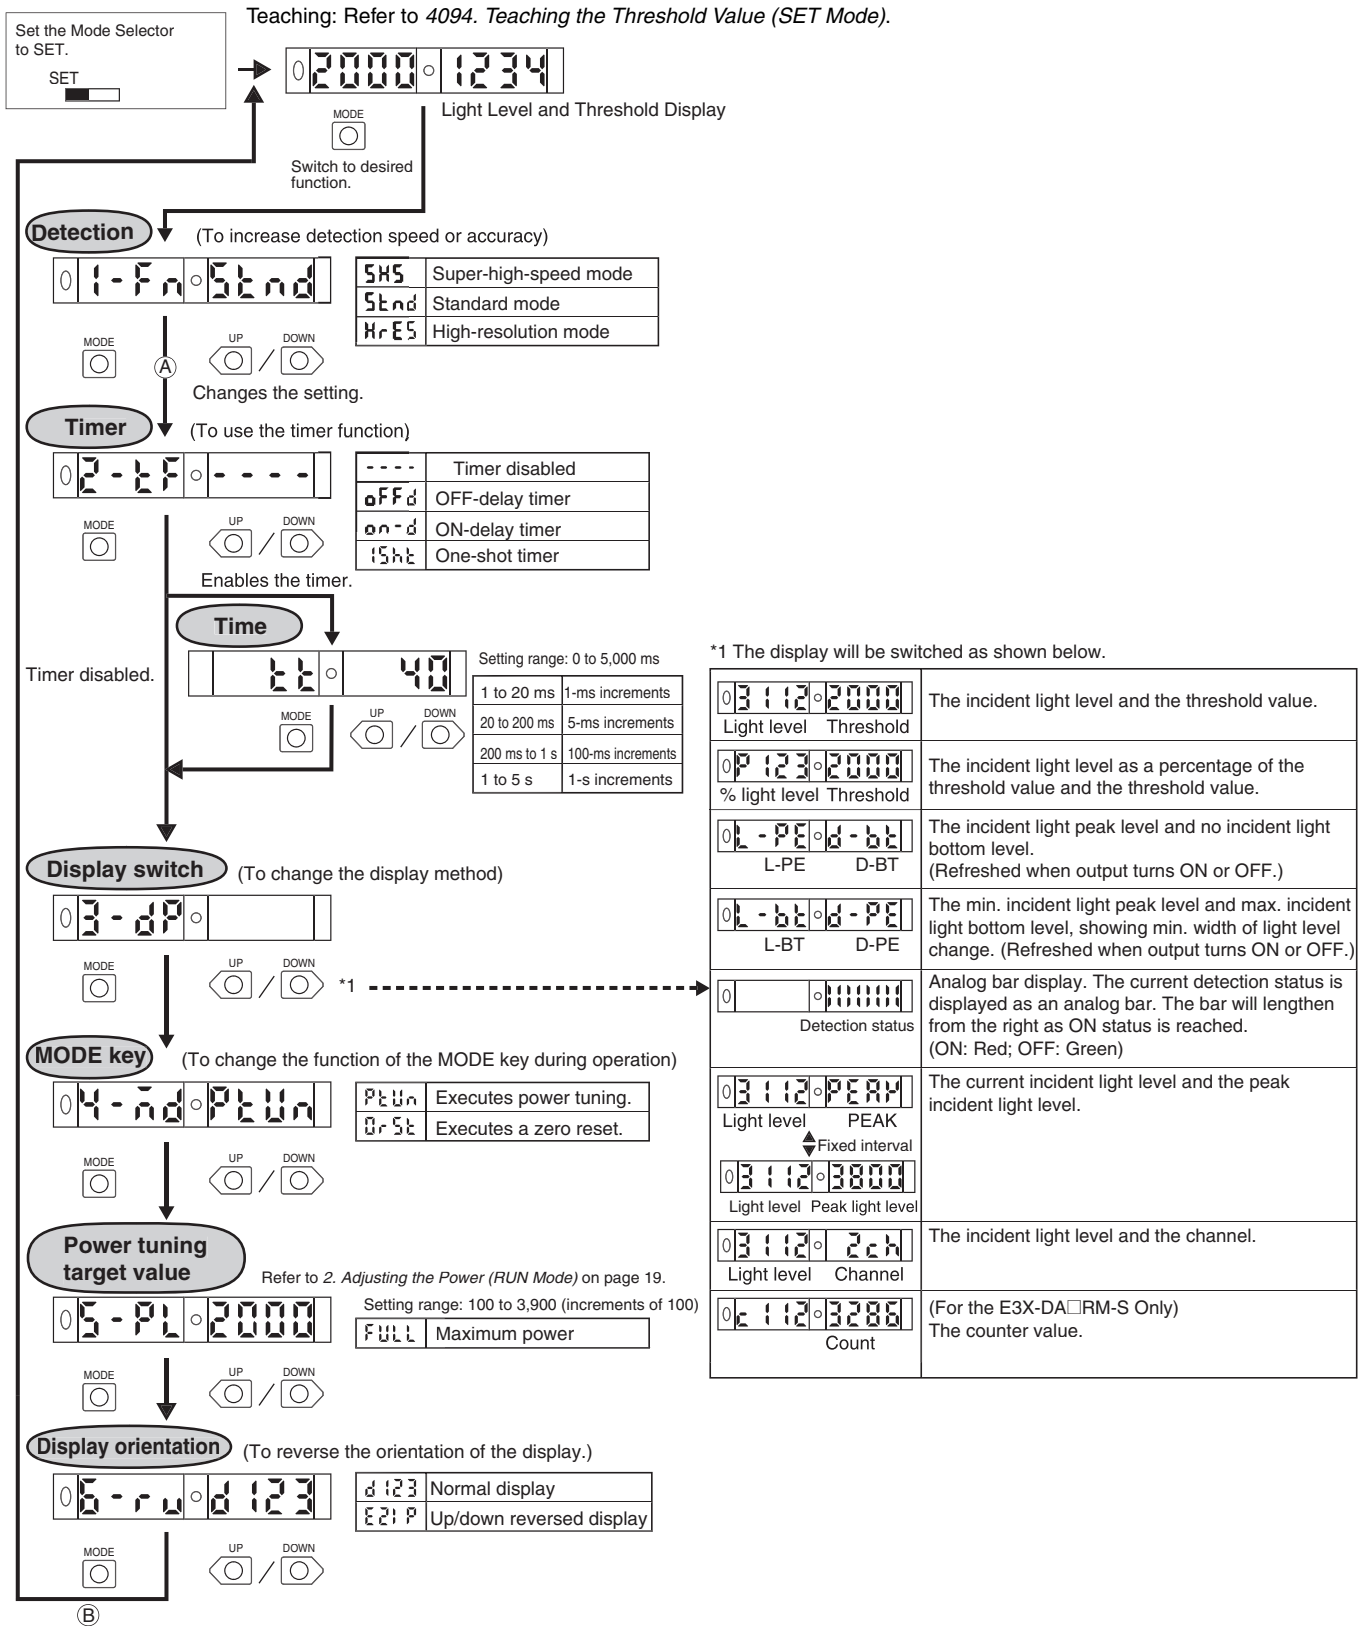 Teaching: Refer to 4094. Teaching the Threshold Value (SET Mode).
Set the Mode Selector
to SET.
SET
2000 1234
Light Level and Threshold Display
MODE
Switch to desired
function.
Detection
(To increase detection speed or accuracy)
1-Fn Stnd
SHS Super-high-speed mode
Stnd Standard mode
HrES High-resolution mode
MODE
A
UP / DOWN
Changes the setting.
Timer
(To use the timer function)
2-tF ----
---- Timer disabled
oFFd OFF-delay timer
on-d ON-delay timer
1Sht One-shot timer
MODE
UP / DOWN
Enables the timer.
Time
Timer disabled.
tt 40
Setting range: 0 to 5,000 ms
1 to 20 ms 1-ms increments
20 to 200 ms 5-ms increments
200 ms to 1 s 100-ms increments
1 to 5 s 1-s increments
MODE
UP / DOWN
Display switch
(To change the display method)
3-dP
MODE
UP / DOWN
*1
MODE key
(To change the function of the MODE key during operation)
4-md PtUn
PtUn Executes power tuning.
0rSt Executes a zero reset.
MODE
UP / DOWN
Power tuning
target value
Refer to 2. Adjusting the Power (RUN Mode) on page 19.
5-PL 2000
Setting range: 100 to 3,900 (increments of 100)
FULL Maximum power
MODE
UP / DOWN
Display orientation
(To reverse the orientation of the display.)
6-ru d123
d123 Normal display
EZ1P Up/down reversed display
MODE
UP / DOWN
B
*1 The display will be switched as shown below.
3112 2000
Light level Threshold
The incident light level and the threshold value.
P123 2000
% light level Threshold
The incident light level as a percentage of the
threshold value and the threshold value.
L-PE d-bt
L-PE D-BT
The incident light peak level and no incident light
bottom level.
(Refreshed when output turns ON or OFF.)
L-bt d-PE
L-BT D-PE
The min. incident light peak level and max. incident
light bottom level, showing min. width of light level
change. (Refreshed when output turns ON or OFF.)
Detection status
Analog bar display. The current detection status is
displayed as an analog bar. The bar will lengthen
from the right as ON status is reached.
(ON: Red; OFF: Green)
3112 PEAK
Light level PEAK
Fixed interval
3112 3800
Light level Peak light level
The current incident light level and the peak
incident light level.
3112 2ch
Light level Channel
The incident light level and the channel.
c112 3286
Count
(For the E3X-DA□RM-S Only)
The counter value.